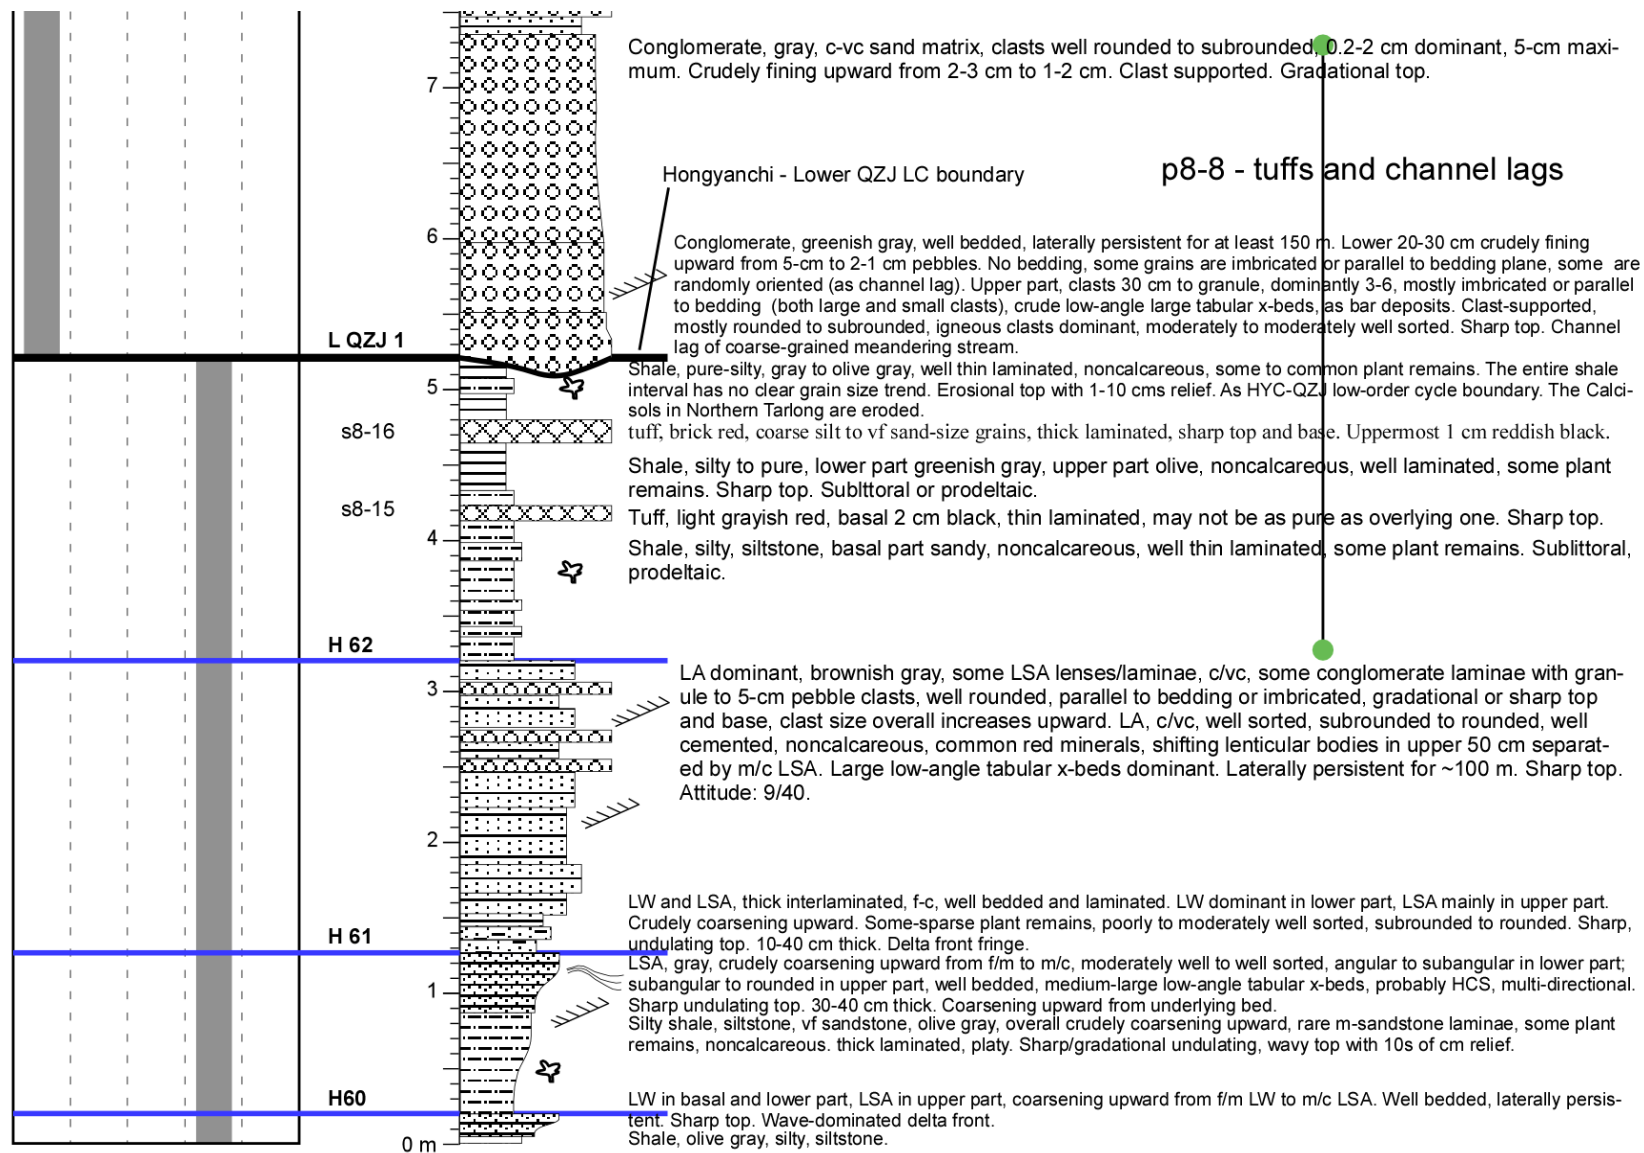 Conglomerate, gray, c-vc sand matrix, clasts well rounded to subrounded, 0.2-2 cm dominant, 5-cm maxi-
mum. Crudely fining upward from 2-3 cm to 1-2 cm. Clast supported. Gradational top.
7
Hongyanchi - Lower QZJ LC boundary
p8-8 - tuffs and channel lags
6
Conglomerate, greenish gray, well bedded, laterally persistent for at least 150 m. Lower 20-30 cm crudely fining
upward from 5-cm to 2-1 cm pebbles. No bedding, some grains are imbricated or parallel to bedding plane, some are
randomly oriented (as channel lag). Upper part, clasts 30 cm to granule, dominantly 3-6, mostly imbricated or parallel
to bedding (both large and small clasts), crude low-angle large tabular x-beds, as bar deposits. Clast-supported,
mostly rounded to subrounded, igneous clasts dominant, moderately to moderately well sorted. Sharp top. Channel
lag of coarse-grained meandering stream.
L QZJ 1
Shale, pure-silty, gray to olive gray, well thin laminated, noncalcareous, some to common plant remains. The entire shale
interval has no clear grain size trend. Erosional top with 1-10 cms relief. As HYC-QZJ low-order cycle boundary. The Calci-
sols in Northern Tarlong are eroded.
5
s8-16
tuff, brick red, coarse silt to vf sand-size grains, thick laminated, sharp top and base. Uppermost 1 cm reddish black.
Shale, silty to pure, lower part greenish gray, upper part olive, noncalcareous, well laminated, some plant
remains. Sharp top. Sublttoral or prodeltaic.
s8-15
Tuff, light grayish red, basal 2 cm black, thin laminated, may not be as pure as overlying one. Sharp top.
4
Shale, silty, siltstone, basal part sandy, noncalcareous, well thin laminated, some plant remains. Sublittoral,
prodeltaic.
H 62
LA dominant, brownish gray, some LSA lenses/laminae, c/vc, some conglomerate laminae with gran-
ule to 5-cm pebble clasts, well rounded, parallel to bedding or imbricated, gradational or sharp top
and base, clast size overall increases upward. LA, c/vc, well sorted, subrounded to rounded, well
cemented, noncalcareous, common red minerals, shifting lenticular bodies in upper 50 cm separat-
ed by m/c LSA. Large low-angle tabular x-beds dominant. Laterally persistent for ~100 m. Sharp top.
Attitude: 9/40.
3
2
LW and LSA, thick interlaminated, f-c, well bedded and laminated. LW dominant in lower part, LSA mainly in upper part.
Crudely coarsening upward. Some-sparse plant remains, poorly to moderately well sorted, subrounded to rounded. Sharp,
undulating top. 10-40 cm thick. Delta front fringe.
H 61
LSA, gray, crudely coarsening upward from f/m to m/c, moderately well to well sorted, angular to subangular in lower part;
subangular to rounded in upper part, well bedded, medium-large low-angle tabular x-beds, probably HCS, multi-directional.
Sharp undulating top. 30-40 cm thick. Coarsening upward from underlying bed.
1
Silty shale, siltstone, vf sandstone, olive gray, overall crudely coarsening upward, rare m-sandstone laminae, some plant
remains, noncalcareous. thick laminated, platy. Sharp/gradational undulating, wavy top with 10s of cm relief.
H60
LW in basal and lower part, LSA in upper part, coarsening upward from f/m LW to m/c LSA. Well bedded, laterally persis-
tent. Sharp top. Wave-dominated delta front.
Shale, olive gray, silty, siltstone.
0 m